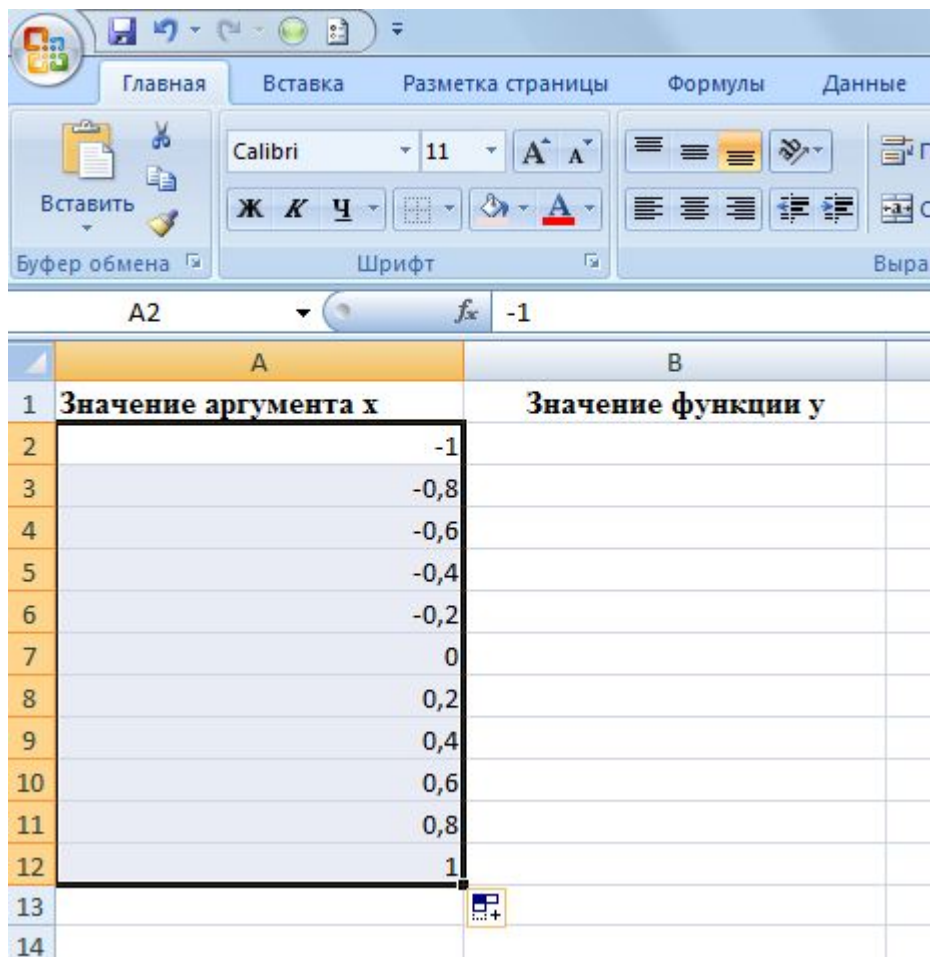 Главная Вставка Разметка страницы Формулы Данные
Calibri 11 A A
Вставить Ж К Ч A
Буфер обмена Шрифт Выра
A2 fx -1
A B
1 Значение аргумента x Значение функции y
2 -1
3 -0,8
4 -0,6
5 -0,4
6 -0,2
7 0
8 0,2
9 0,4
10 0,6
11 0,8
12 1
13
14